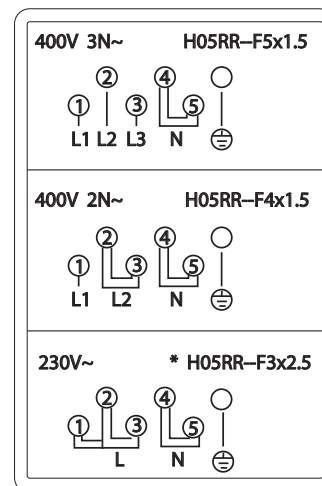 400V 3N~ H05RR--F5x1.5
2 4
1 3 5
L1 L2 L3 N
400V 2N~ H05RR--F4x1.5
2 4
1 3 5
L1 L2 N
230V~ * H05RR--F3x2.5
2 4
1 3 5
L N